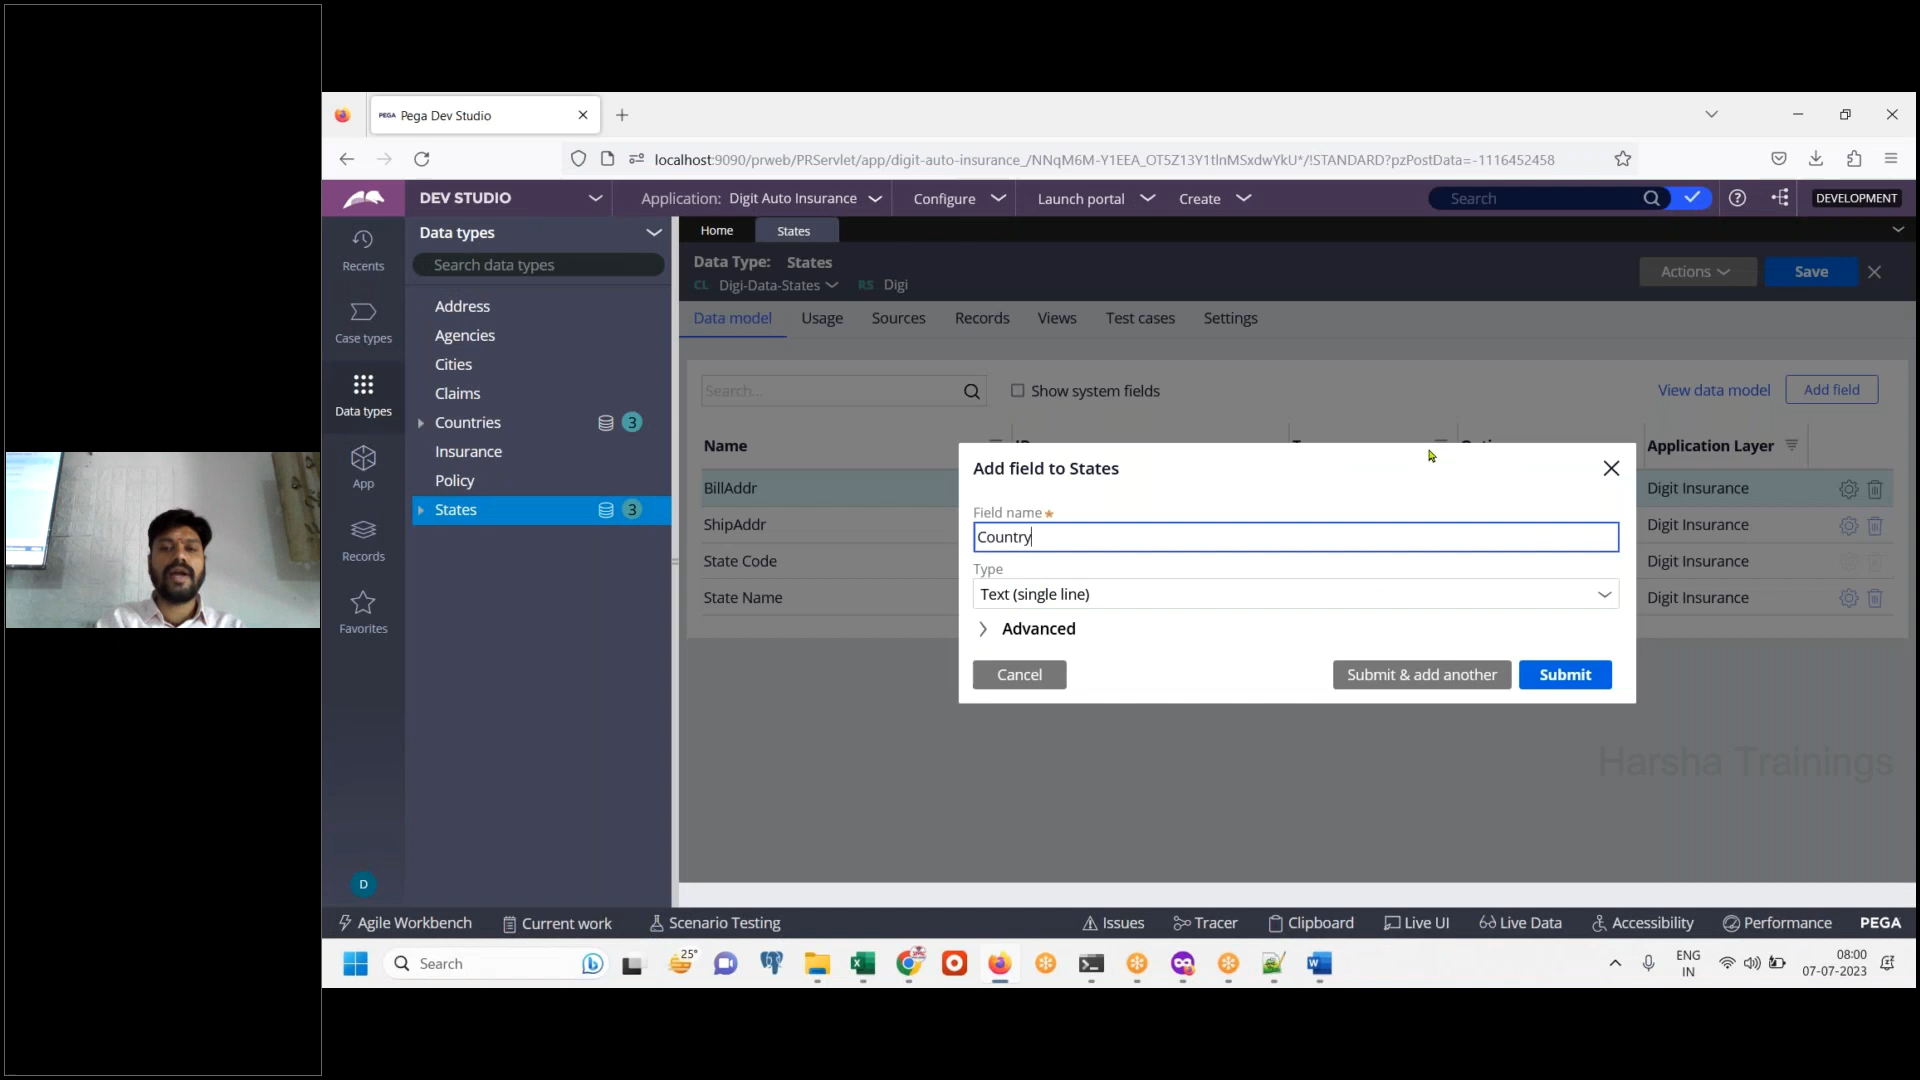 PEGA Pega Dev Studio
localhost:9090/prweb/PRServlet/app/digit-auto-insurance_/NNqM6M-Y1EEA_OT5Z13Y1tlnMSxdwYkU*/!STANDARD?pzPostData=-1116452458
DEV STUDIO
Application: Digit Auto Insurance
Configure
Launch portal
Create
Search
DEVELOPMENT
Recents
Case types
Data types
App
Records
Favorites
D
Data types
Search data types
Address
Agencies
Cities
Claims
Countries 3
Insurance
Policy
States 3
Home
States
Data Type: States
CL Digi-Data-States RS Digi
Actions
Save
Data model
Usage
Sources
Records
Views
Test cases
Settings
Search...
Show system fields
View data model
Add field
Name
Application Layer
BillAddr
Digit Insurance
ShipAddr
Digit Insurance
State Code
Digit Insurance
State Name
Digit Insurance
Add field to States
Field name*
Country
Type
Text (single line)
Advanced
Cancel
Submit & add another
Submit
Harsha Trainings
Agile Workbench
Current work
Scenario Testing
Issues
Tracer
Clipboard
Live UI
Live Data
Accessibility
Performance
PEGA
Search
25°
ENG
IN
08:00
07-07-2023